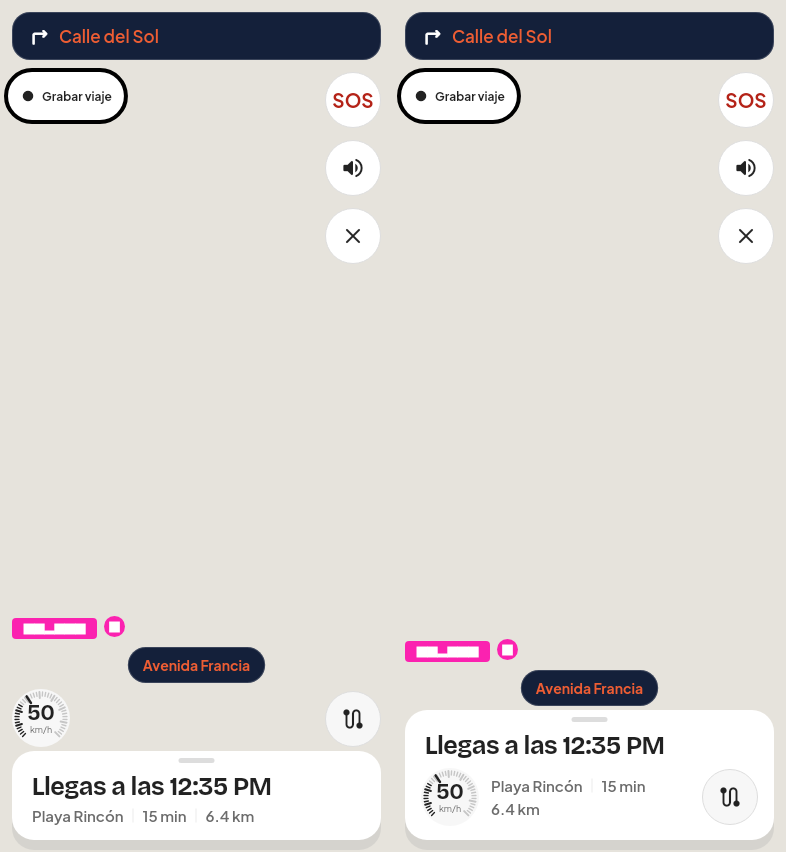 Calle del Sol
Grabar viaje
SOS
Avenida Francia
50
km/h
Llegas a las 12:35 PM
Playa Rincón 15 min 6.4 km
Calle del Sol
Grabar viaje
SOS
Avenida Francia
Llegas a las 12:35 PM
50
km/h
Playa Rincón 15 min
6.4 km